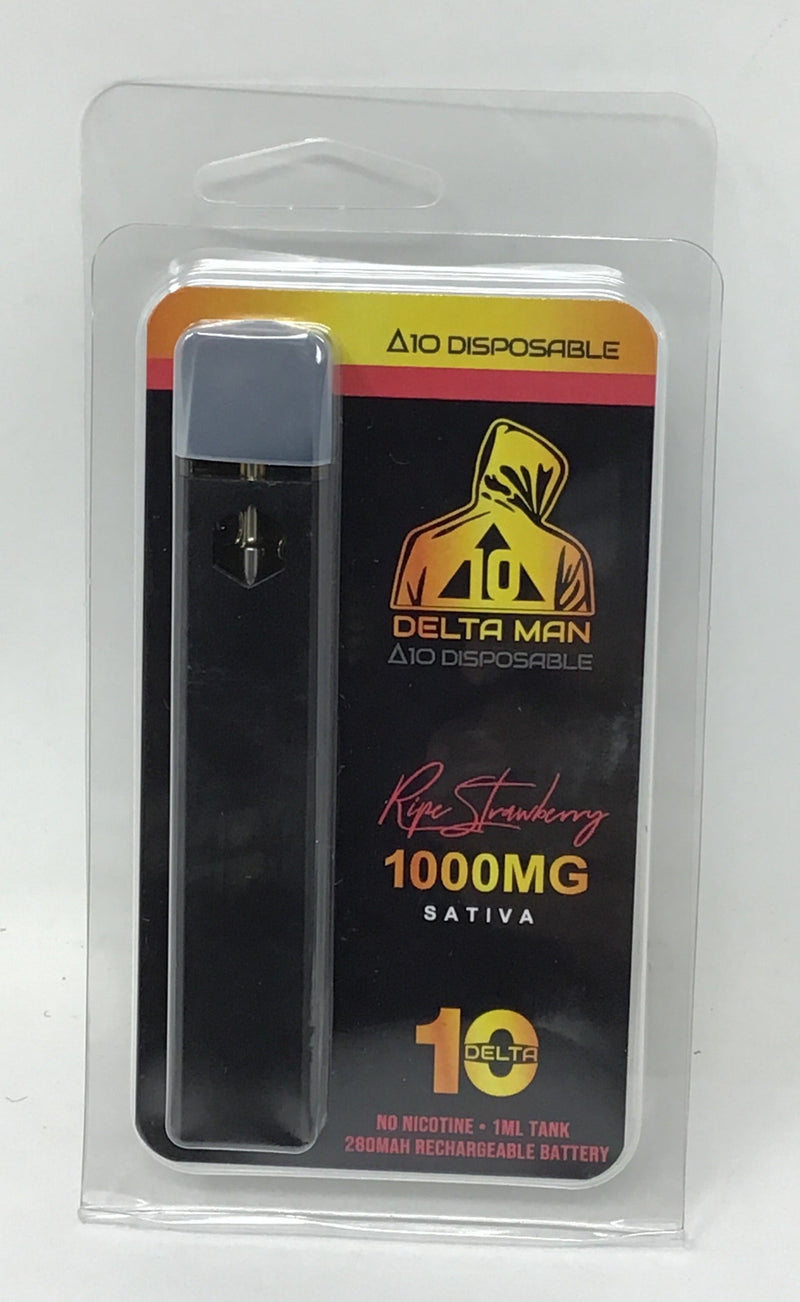 Δ10 DISPOSABLE
10
DELTA MAN
Δ10 DISPOSABLE
Ripe Strawberry
1000MG
SATIVA
10
DELTA
NO NICOTINE • 1ML TANK
280MAH RECHARGEABLE BATTERY